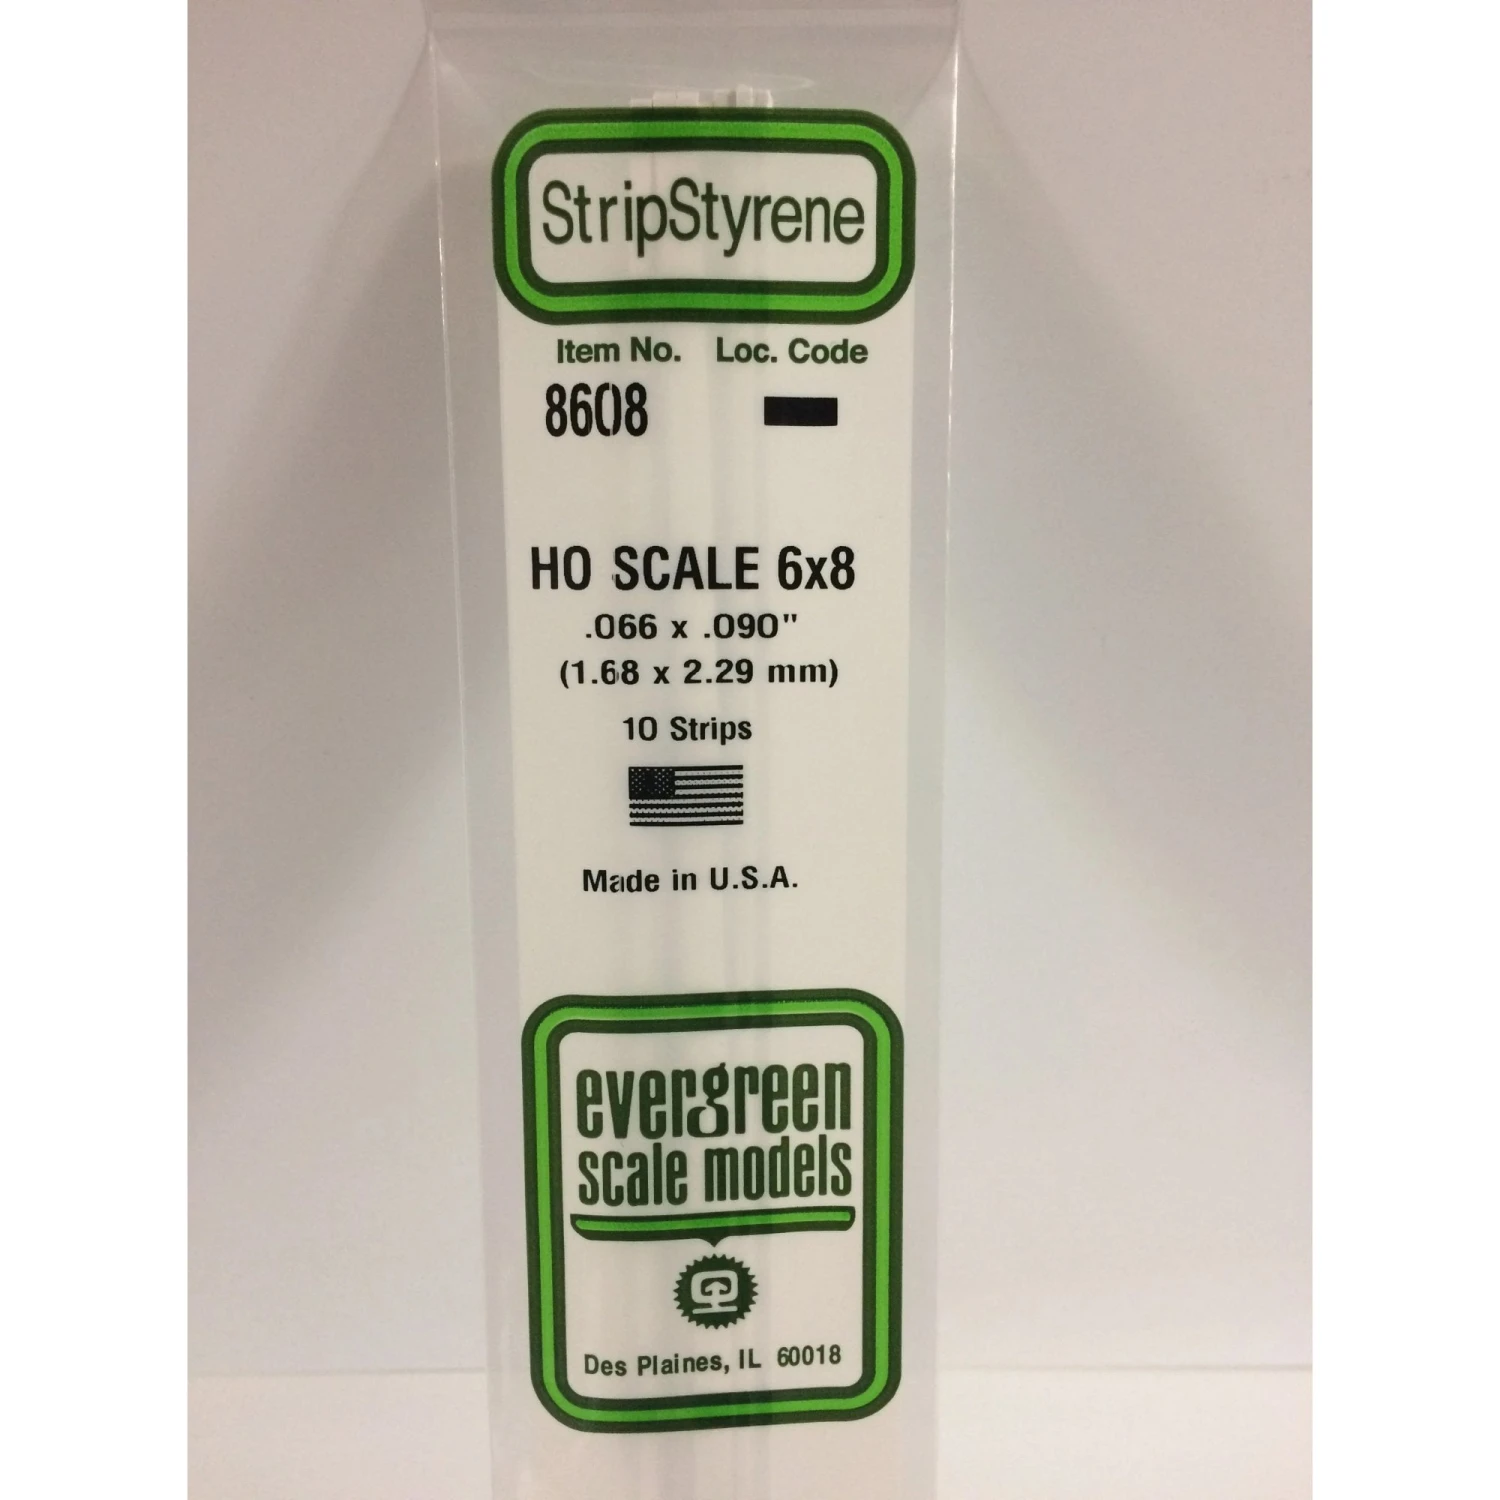 StripStyrene
Item No. Loc. Code
8608
HO SCALE 6x8
.066 x .090"
(1.68 x 2.29 mm)
10 Strips
Made in U.S.A.
evergreen
scale models
Des Plaines, IL 60018